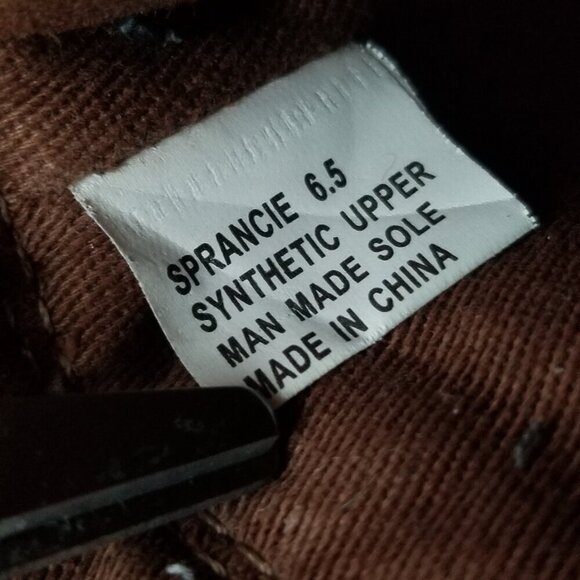 SPRANCIE 6.5
SYNTHETIC UPPER
MAN MADE SOLE
MADE IN CHINA